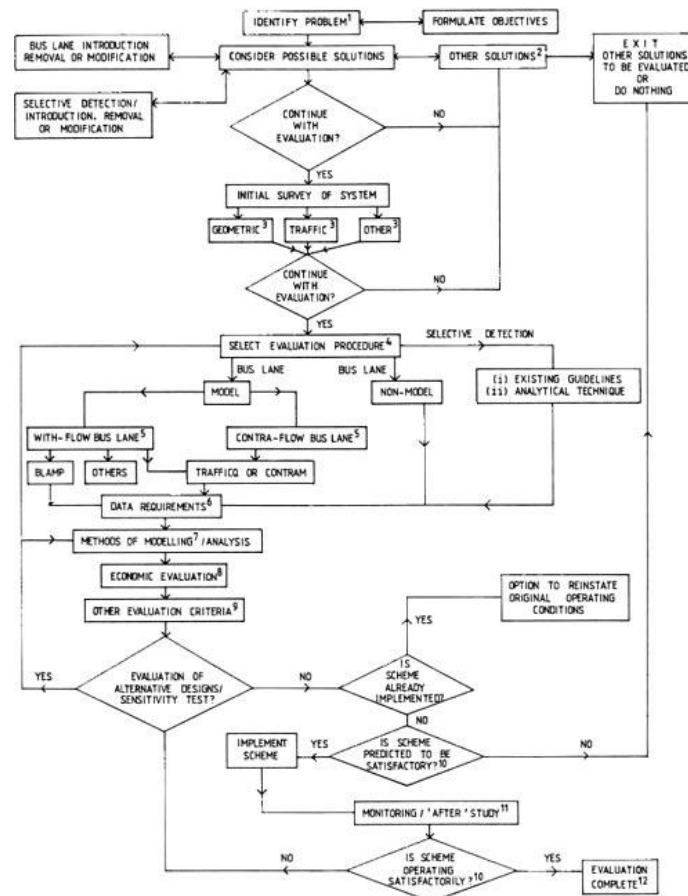 IDENTIFY PROBLEM1
FORMULATE OBJECTIVES
BUS LANE INTRODUCTION
REMOVAL OR MODIFICATION
CONSIDER POSSIBLE SOLUTIONS
OTHER SOLUTIONS2
EXIT
OTHER SOLUTIONS
TO BE EVALUATED
OR
DO NOTHING
SELECTIVE DETECTION/
INTRODUCTION, REMOVAL
OR MODIFICATION
CONTINUE
WITH
EVALUATION?
NO
YES
INITIAL SURVEY OF SYSTEM
GEOMETRIC3
TRAFFIC3
OTHER3
CONTINUE
WITH
EVALUATION?
NO
YES
SELECT EVALUATION PROCEDURE4
SELECTIVE DETECTION
BUS LANE
BUS LANE
MODEL
NON-MODEL
(i) EXISTING GUIDELINES
(ii) ANALYTICAL TECHNIQUE
WITH-FLOW BUS LANE5
CONTRA-FLOW BUS LANE5
BLAMP
OTHERS
TRAFFICQ OR CONTRAM
DATA REQUIREMENTS6
METHODS OF MODELLING7/ANALYSIS
ECONOMIC EVALUATION8
OTHER EVALUATION CRITERIA9
OPTION TO REINSTATE
ORIGINAL OPERATING
CONDITIONS
YES
YES
EVALUATION OF
ALTERNATIVE DESIGNS/
SENSITIVITY TEST?
NO
IS
SCHEME
ALREADY
IMPLEMENTED?
NO
IMPLEMENT
SCHEME
YES
IS SCHEME
PREDICTED TO BE
SATISFACTORY?10
NO
MONITORING/'AFTER' STUDY11
NO
IS SCHEME
OPERATING
SATISFACTORILY?10
YES
EVALUATION
COMPLETE12